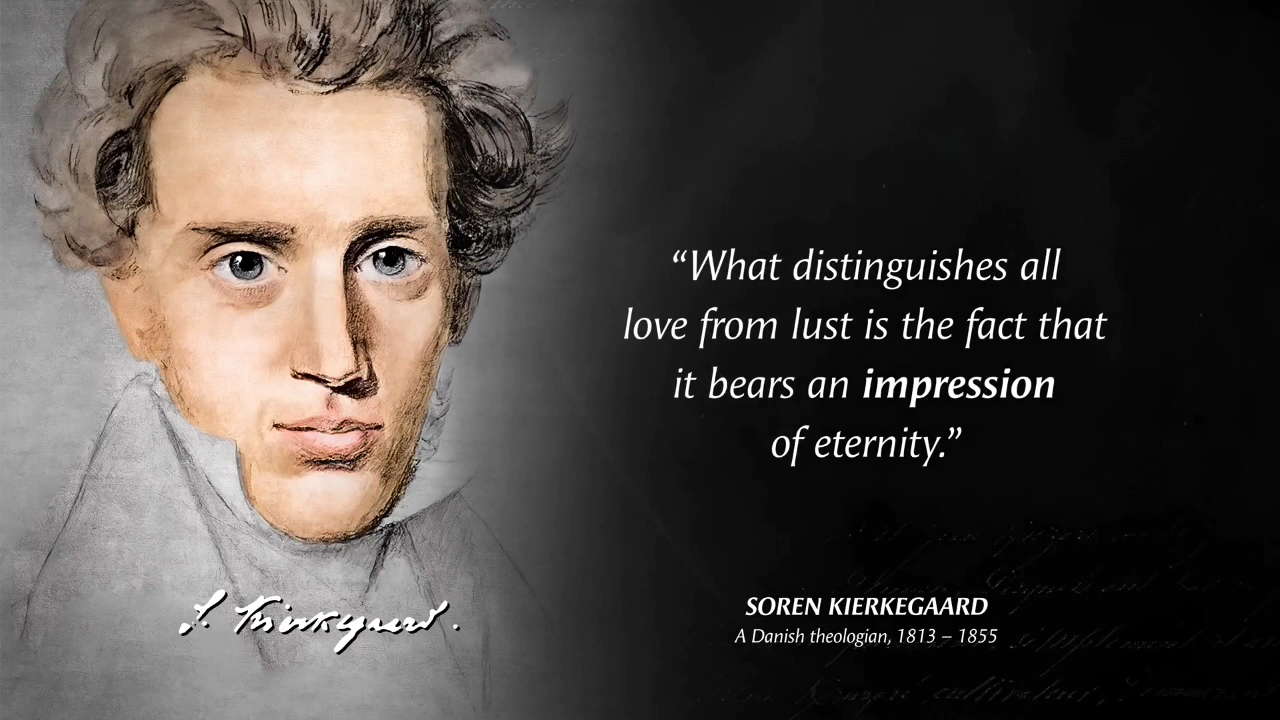 “What distinguishes all
love from lust is the fact that
it bears an impression
of eternity.”
SOREN KIERKEGAARD
A Danish theologian, 1813 – 1855
S. Kierkegaard.